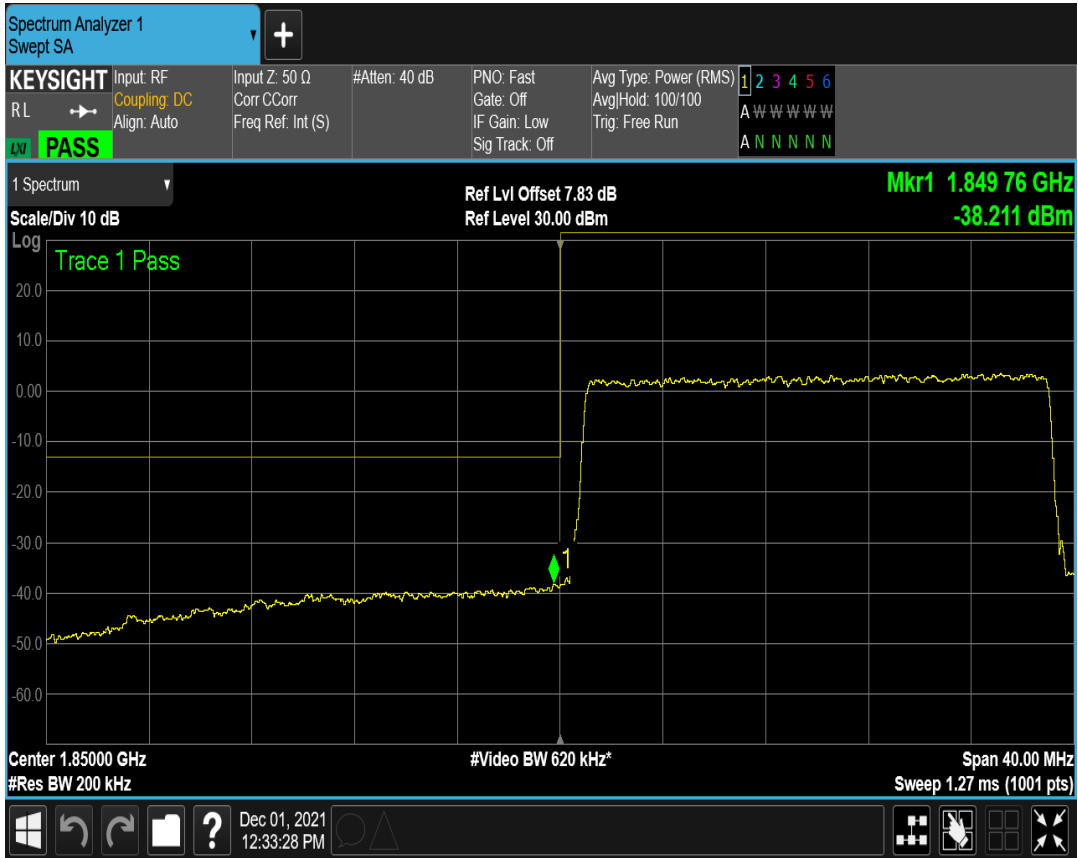 Spectrum Analyzer 1
Swept SA
+
KEYSIGHT
RL
LXI PASS
Input: RF
Coupling: DC
Align: Auto
Input Z: 50 Ω
Corr CCorr
Freq Ref: Int (S)
#Atten: 40 dB
PNO: Fast
Gate: Off
IF Gain: Low
Sig Track: Off
Avg Type: Power (RMS)
Avg|Hold: 100/100
Trig: Free Run
1 2 3 4 5 6
A W W W W W
A N N N N N
1 Spectrum
Scale/Div 10 dB
Ref Lvl Offset 7.83 dB
Ref Level 30.00 dBm
Mkr1 1.849 76 GHz
-38.211 dBm
Log
Trace 1 Pass
20.0
10.0
0.00
-10.0
-20.0
-30.0
1
-40.0
-50.0
-60.0
Center 1.85000 GHz
#Video BW 620 kHz*
Span 40.00 MHz
#Res BW 200 kHz
Sweep 1.27 ms (1001 pts)
?
Dec 01, 2021
12:33:28 PM